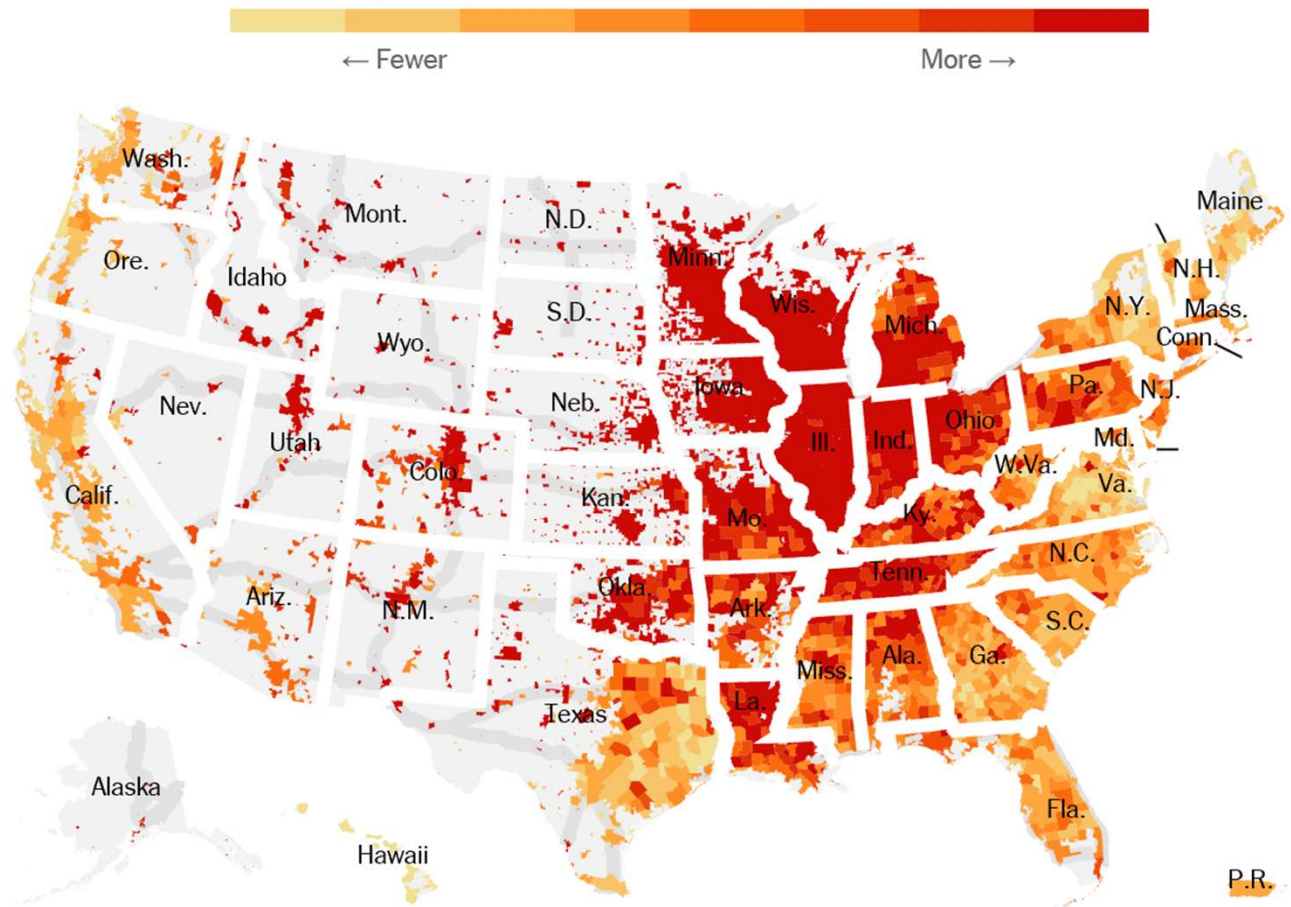 ← Fewer
More →
Wash.
Mont.
N.D.
Minn.
Maine
Ore.
Idaho
S.D.
Wis.
Mich.
N.Y.
N.H.
Mass.
Conn.
Wyo.
Nev.
Utah
Colo.
Neb.
Iowa
Ill.
Ind.
Ohio
Pa.
N.J.
Md.
W.Va.
Va.
Calif.
Kan.
Mo.
Ky.
N.C.
Ariz.
N.M.
Okla.
Ark.
Tenn.
S.C.
Texas
La.
Miss.
Ala.
Ga.
Alaska
Hawaii
Fla.
P.R.